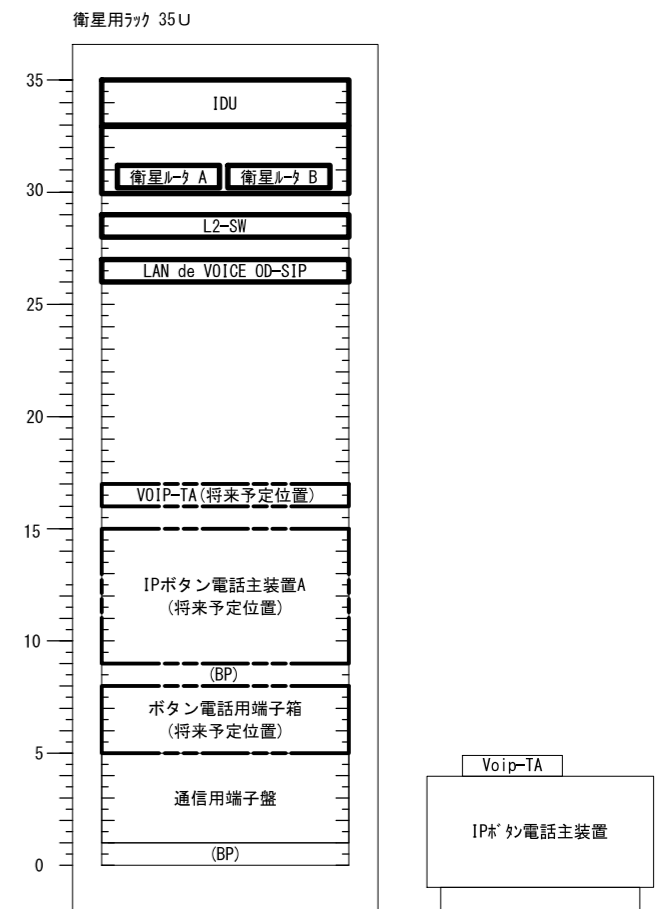 衛星用ﾗｯｸ 35U
35
IDU
衛星ﾙｰﾀ A 衛星ﾙｰﾀ B
30
L2-SW
LAN de VOICE OD-SIP
25
20
VOIP-TA(将来予定位置)
15
IPボタン電話主装置A
(将来予定位置)
10
(BP)
ボタン電話用端子箱
(将来予定位置)
5
通信用端子盤
(BP)
0
Voip-TA
IPﾎﾞﾀﾝ電話主装置